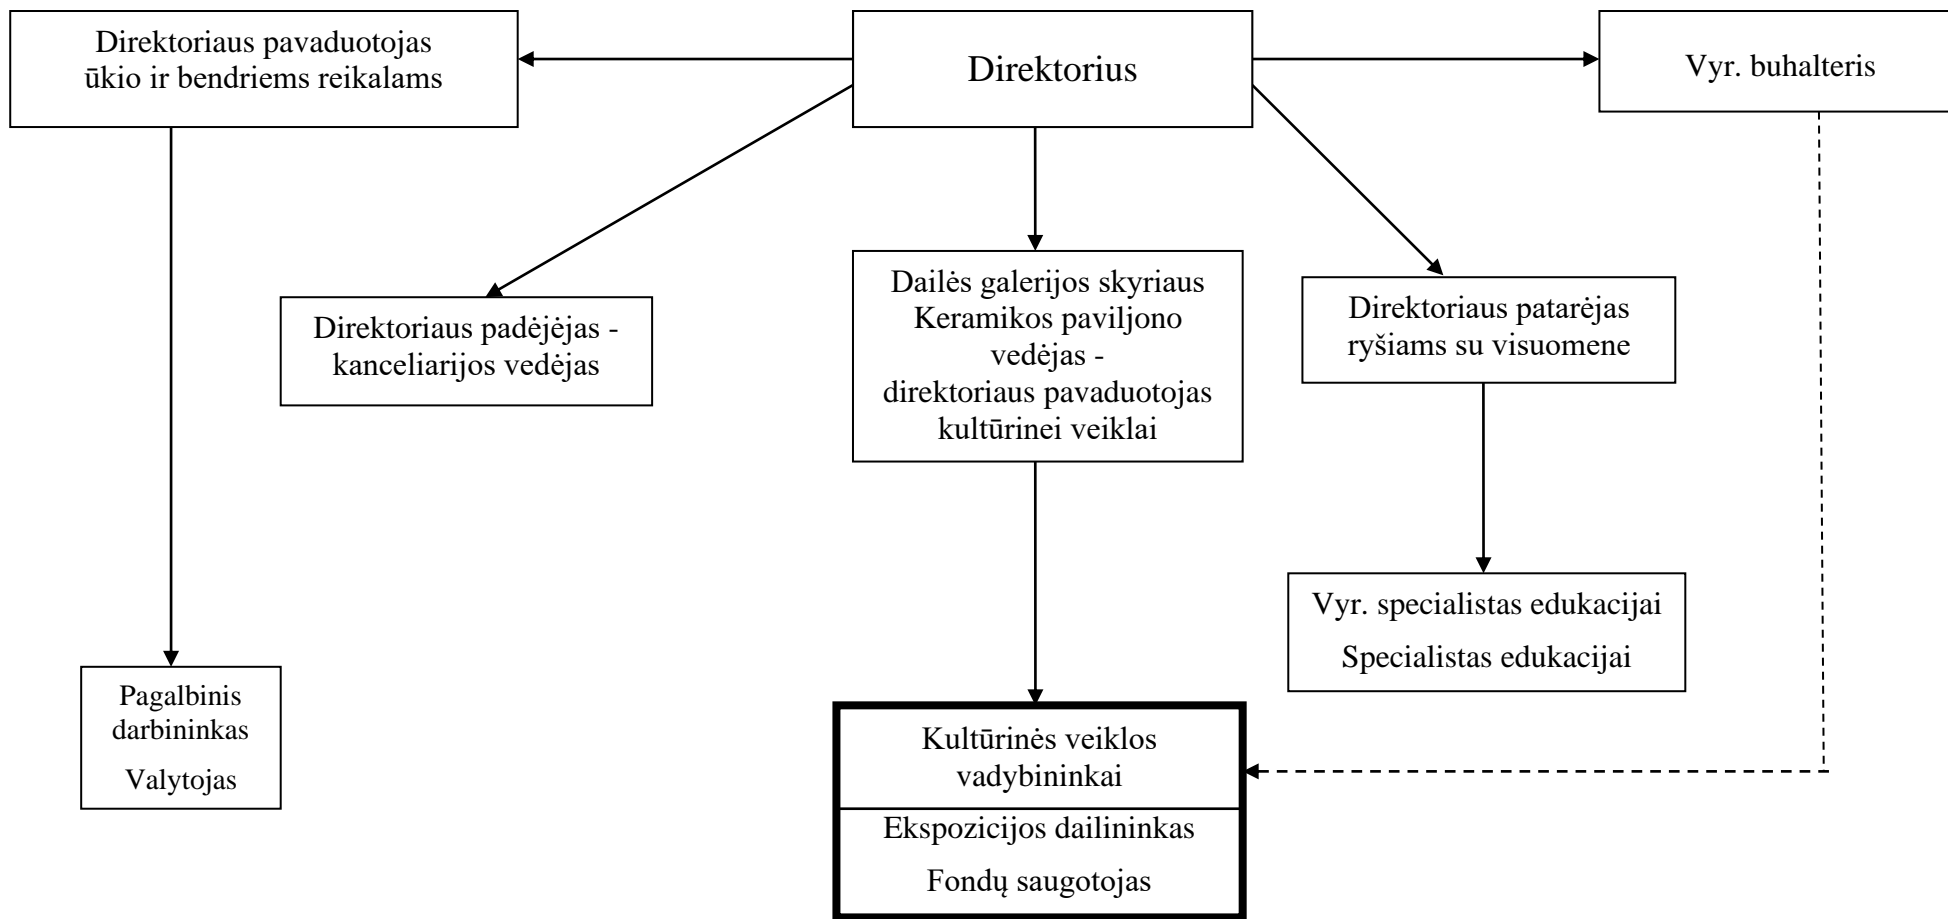 Direktoriaus pavaduotojas
ūkio ir bendriems reikalams
Direktorius
Vyr. buhalteris
Direktoriaus padėjėjas -
kanceliarijos vedėjas
Dailės galerijos skyriaus
Keramikos paviljono
vedėjas -
direktoriaus pavaduotojas
kultūrinei veiklai
Direktoriaus patarėjas
ryšiams su visuomene
Vyr. specialistas edukacijai
Specialistas edukacijai
Pagalbinis
darbininkas
Valytojas
Kultūrinės veiklos
vadybininkai
Ekspozicijos dailininkas
Fondų saugotojas